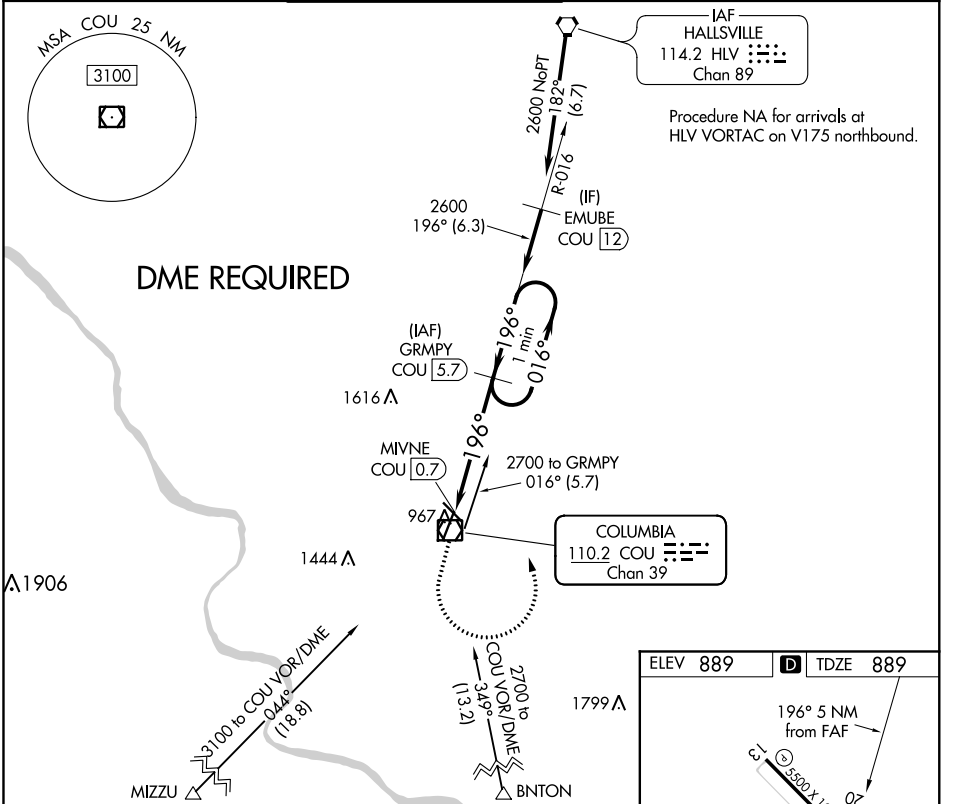 MSA COU 25 NM
3100
IAF
HALLSVILLE
114.2 HLV
Chan 89
Procedure NA for arrivals at
HLV VORTAC on V175 northbound.
2600 NoPT
182°
(6.7)
R-016
2600
196° (6.3)
(IF)
EMUBE
COU 12
DME REQUIRED
196°
1 min
016°
(IAF)
GRMPY
COU 5.7
1616
196°
MIVNE
COU 0.7
2700 to GRMPY
016° (5.7)
967
COLUMBIA
110.2 COU
Chan 39
1444
1906
3100 to COU VOR/DME
044°
(18.8)
MIZZU
2700 to
COU VOR/DME
349°
(13.2)
BNTON
1799
ELEV 889
D
TDZE 889
196° 5 NM
from FAF
13
P
5500 X
07